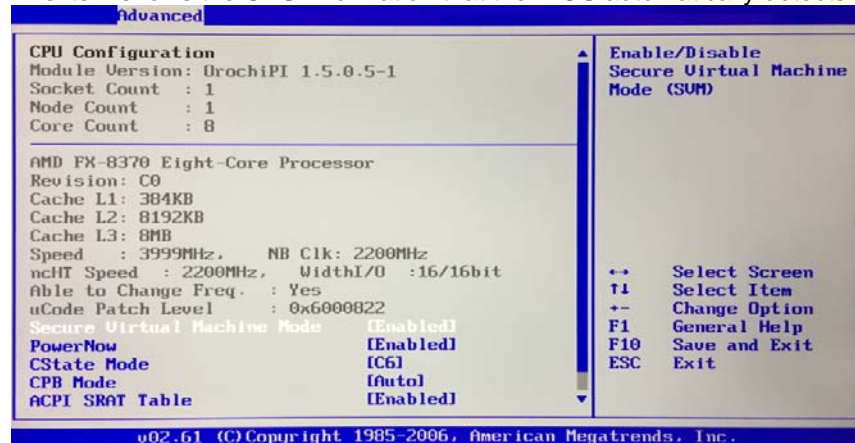 Advanced
CPU Configuration
Module Version: OrochiPI 1.5.0.5-1
Socket Count : 1
Node Count : 1
Core Count : 8
AMD FX-8370 Eight-Core Processor
Revision: C0
Cache L1: 384KB
Cache L2: 8192KB
Cache L3: 8MB
Speed : 3999MHz, NB Clk: 2200MHz
ncHT Speed : 2200MHz, WidthI/O :16/16bit
Able to Change Freq. : Yes
uCode Patch Level : 0x6000822
Secure Virtual Machine Mode [Enabled]
PowerNow [Enabled]
CState Mode [C6]
CPB Mode [Auto]
ACPI SRAT Table [Enabled]
Enable/Disable
Secure Virtual Machine
Mode (SVM)
↔ Select Screen
↑↓ Select Item
+- Change Option
F1 General Help
F10 Save and Exit
ESC Exit
v02.61 (C)Copyright 1985-2006, American Megatrends, Inc.